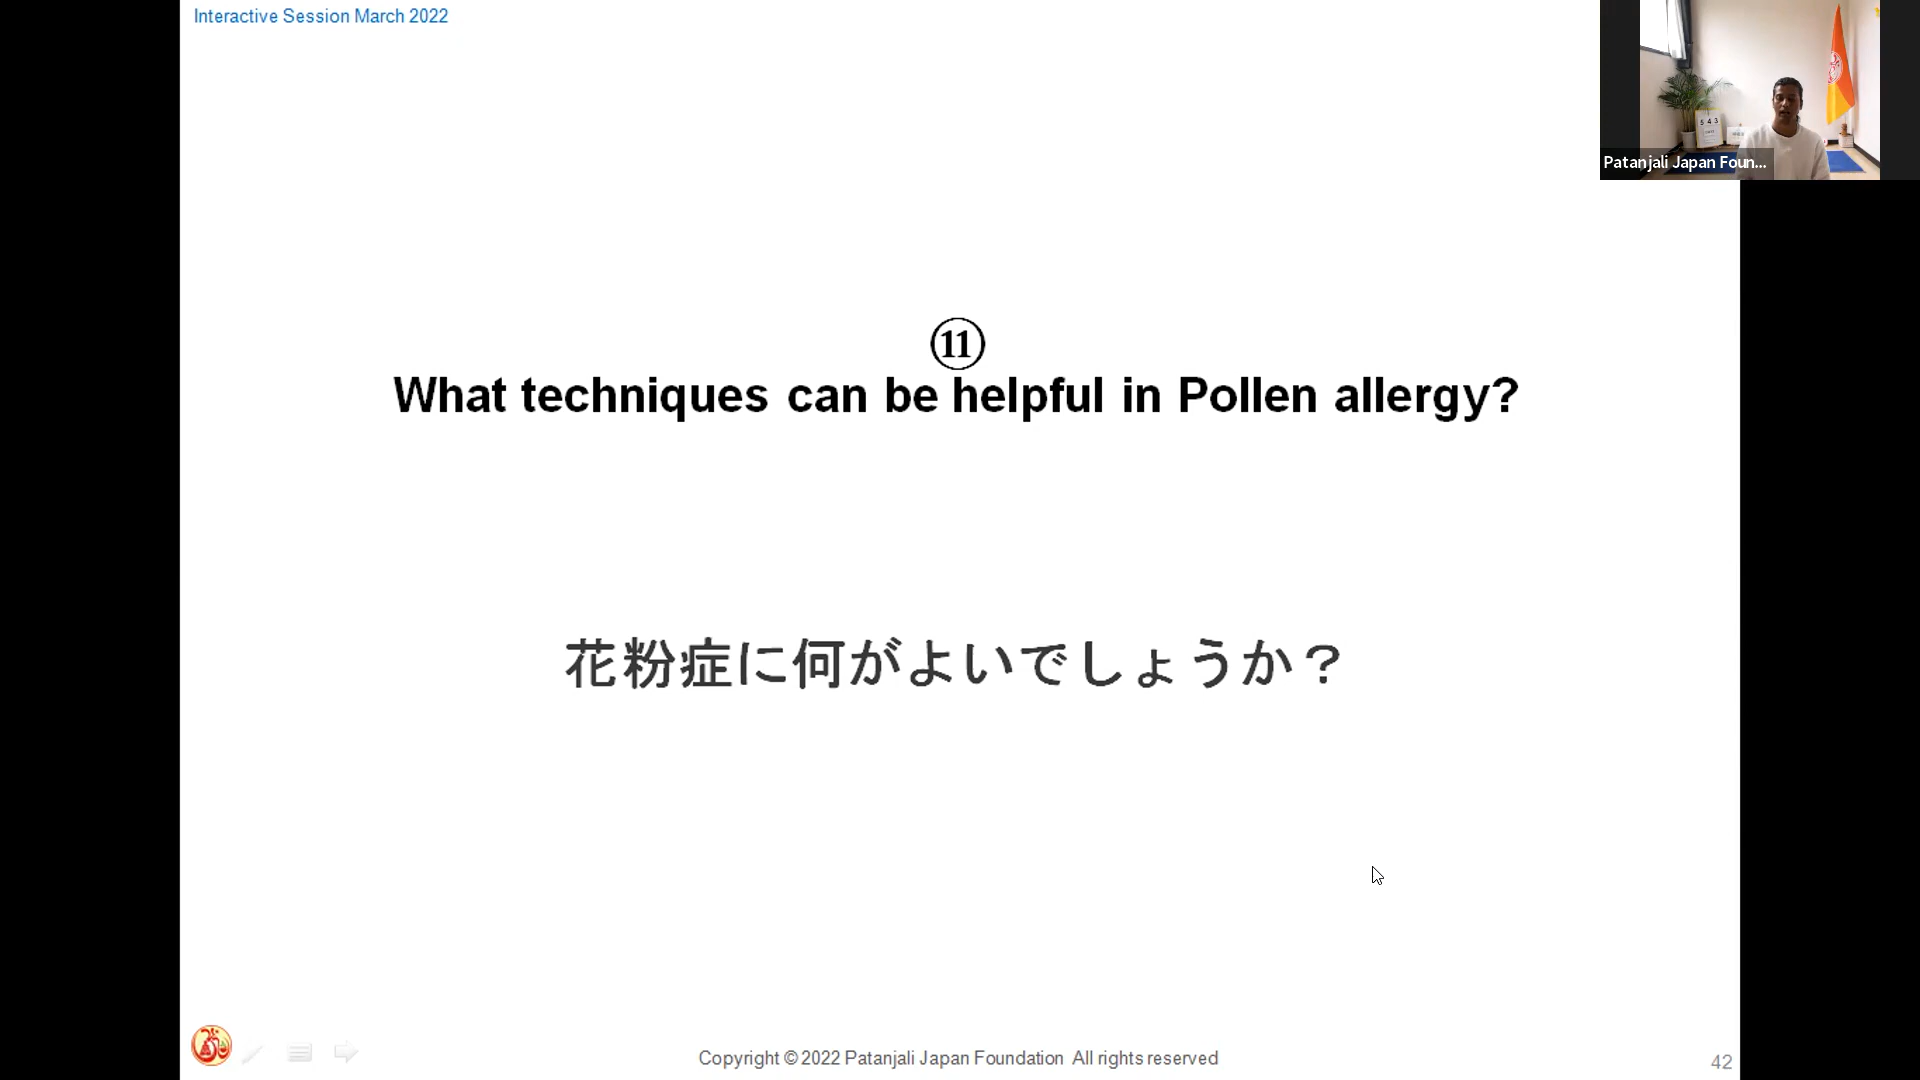 Interactive Session March 2022
Patanjali Japan Foun...
⑪
What techniques can be helpful in Pollen allergy?
花粉症に何がよいでしょうか？
Copyright © 2022 Patanjali Japan Foundation All rights reserved
42